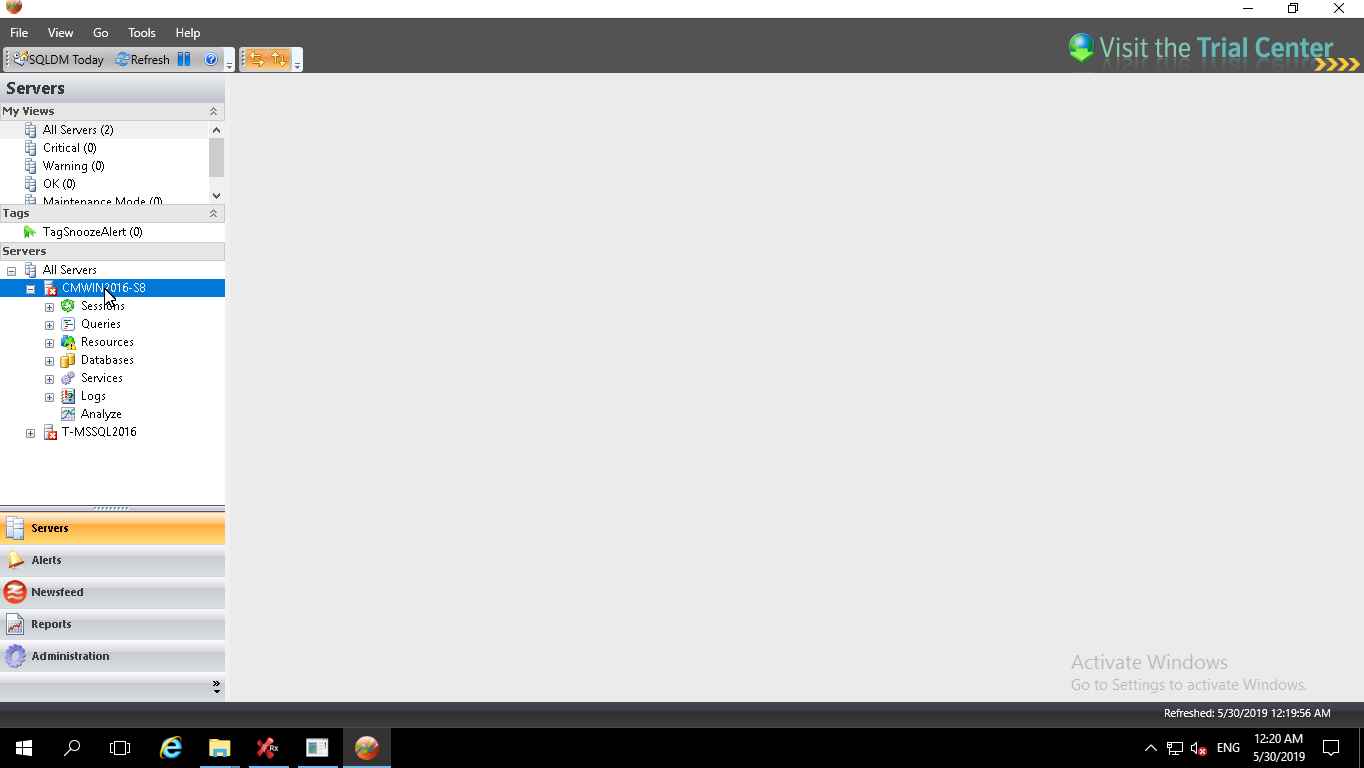 File View Go Tools Help
SQLDM Today Refresh
Visit the Trial Center
Servers
My Views
All Servers (2)
Critical (0)
Warning (0)
OK (0)
Maintenance Mode (0)
Tags
TagSnoozeAlert (0)
Servers
All Servers
CMWIN2016-S8
Sessions
Queries
Resources
Databases
Services
Logs
Analyze
T-MSSQL2016
Servers
Alerts
Newsfeed
Reports
Administration
Activate Windows
Go to Settings to activate Windows.
Refreshed: 5/30/2019 12:19:56 AM
Rx
ENG
12:20 AM
5/30/2019